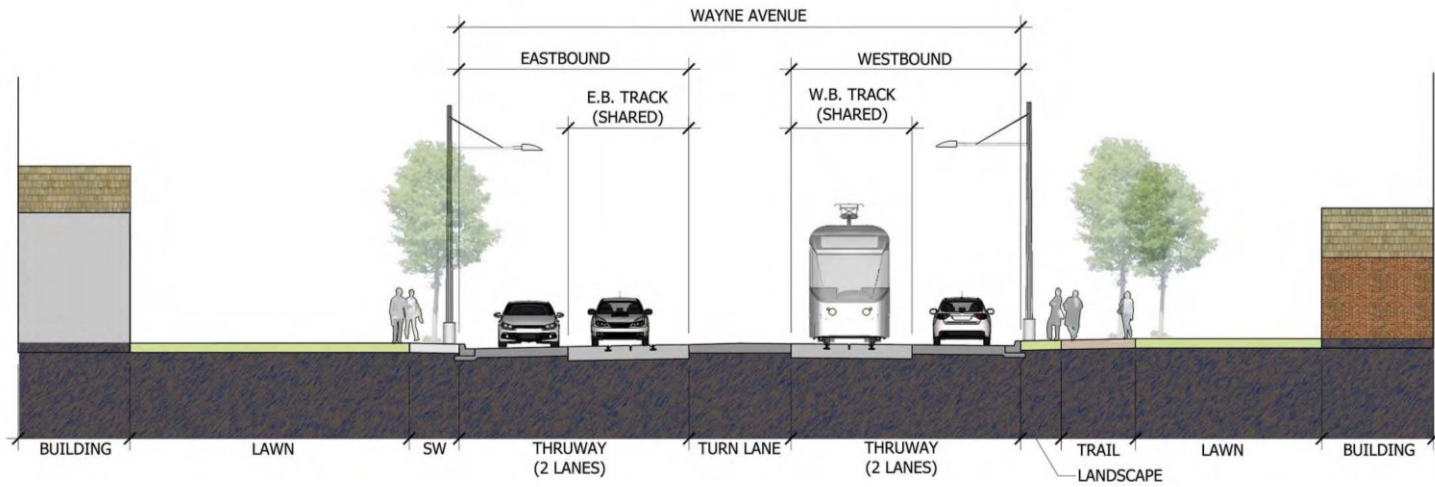 WAYNE AVENUE
EASTBOUND
WESTBOUND
E.B. TRACK
(SHARED)
W.B. TRACK
(SHARED)
BUILDING
LAWN
SW
THRUWAY
(2 LANES)
TURN LANE
THRUWAY
(2 LANES)
TRAIL
LAWN
BUILDING
LANDSCAPE